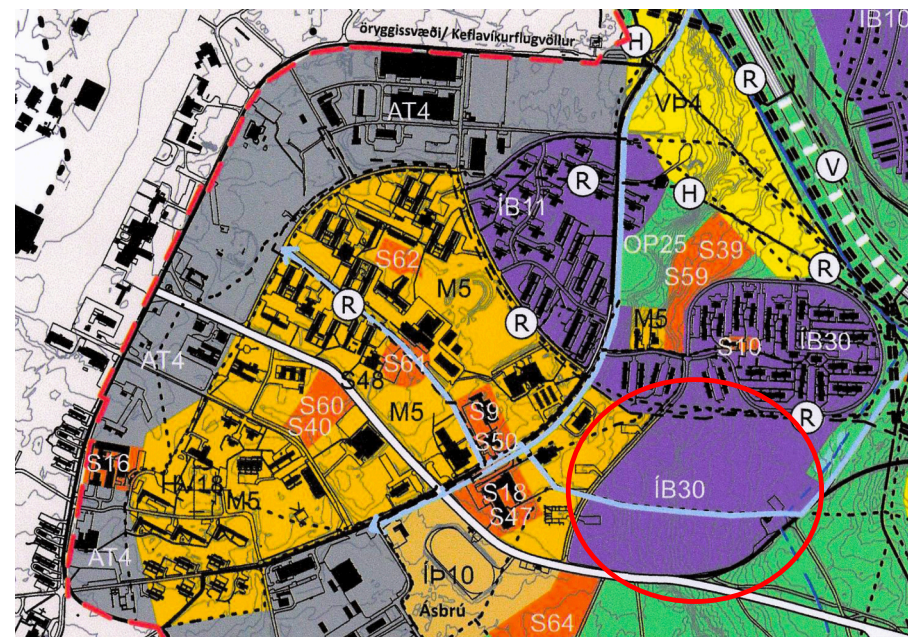 ÍB10
öryggissvæði/ Keflavíkurflugvöllur
H
R
VÞ4
AT4
V
R
H
ÍB11
OP25
S39
S62
R
S59
M5
R
R
M5
S10
ÍB30
AT4
S61
S48
S60
M5
S9
R
S40
S50
S16
HV18
M5
S18
ÍB30
S47
AT4
ÍÞ10
Ásbrú
S64